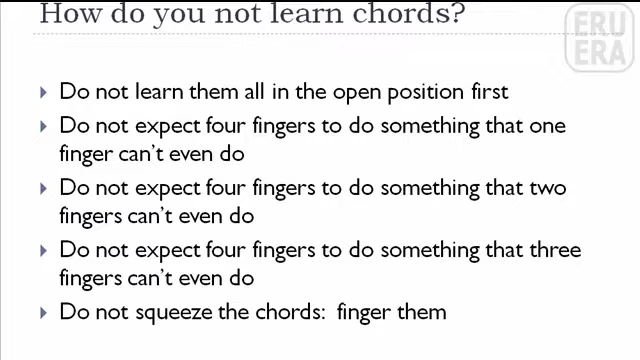 How do you not learn chords?
ERU
ERA
Do not learn them all in the open position first
Do not expect four fingers to do something that one
finger can't even do
Do not expect four fingers to do something that two
fingers can't even do
Do not expect four fingers to do something that three
fingers can't even do
Do not squeeze the chords:  finger them